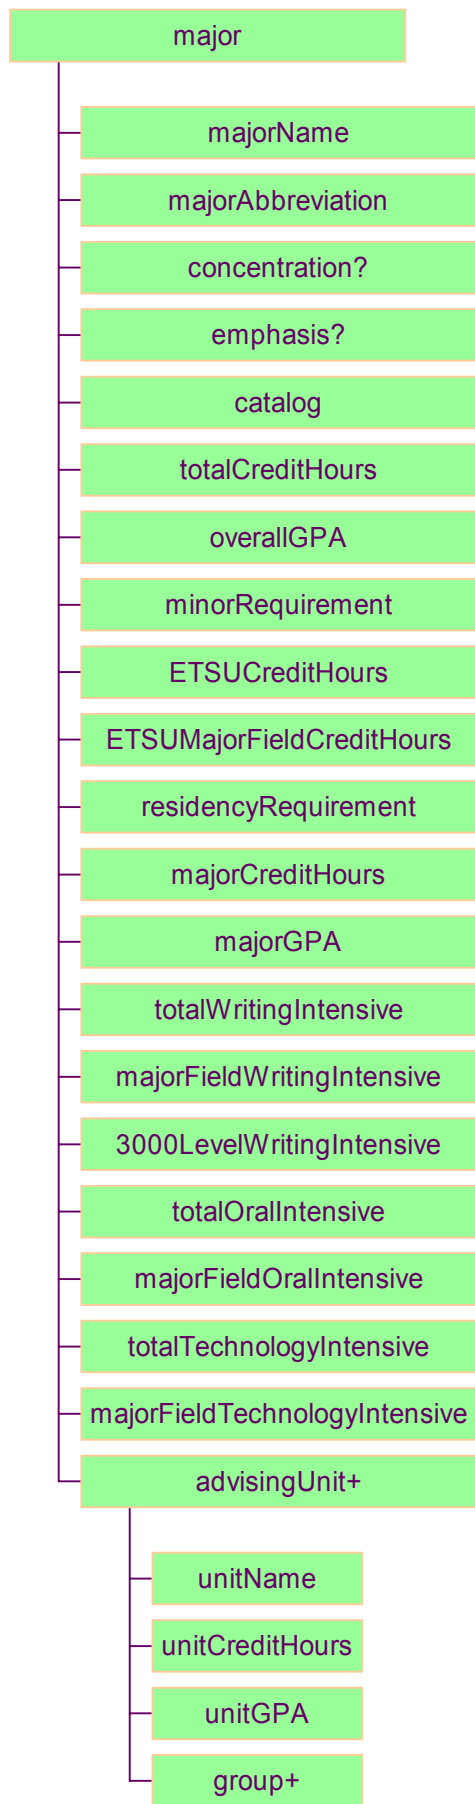 major
majorName
majorAbbreviation
concentration?
emphasis?
catalog
totalCreditHours
overallGPA
minorRequirement
ETSUCreditHours
ETSUMajorFieldCreditHours
residencyRequirement
majorCreditHours
majorGPA
totalWritingIntensive
majorFieldWritingIntensive
3000LevelWritingIntensive
totalOralIntensive
majorFieldOralIntensive
totalTechnologyIntensive
majorFieldTechnologyIntensive
advisingUnit+
unitName
unitCreditHours
unitGPA
group+